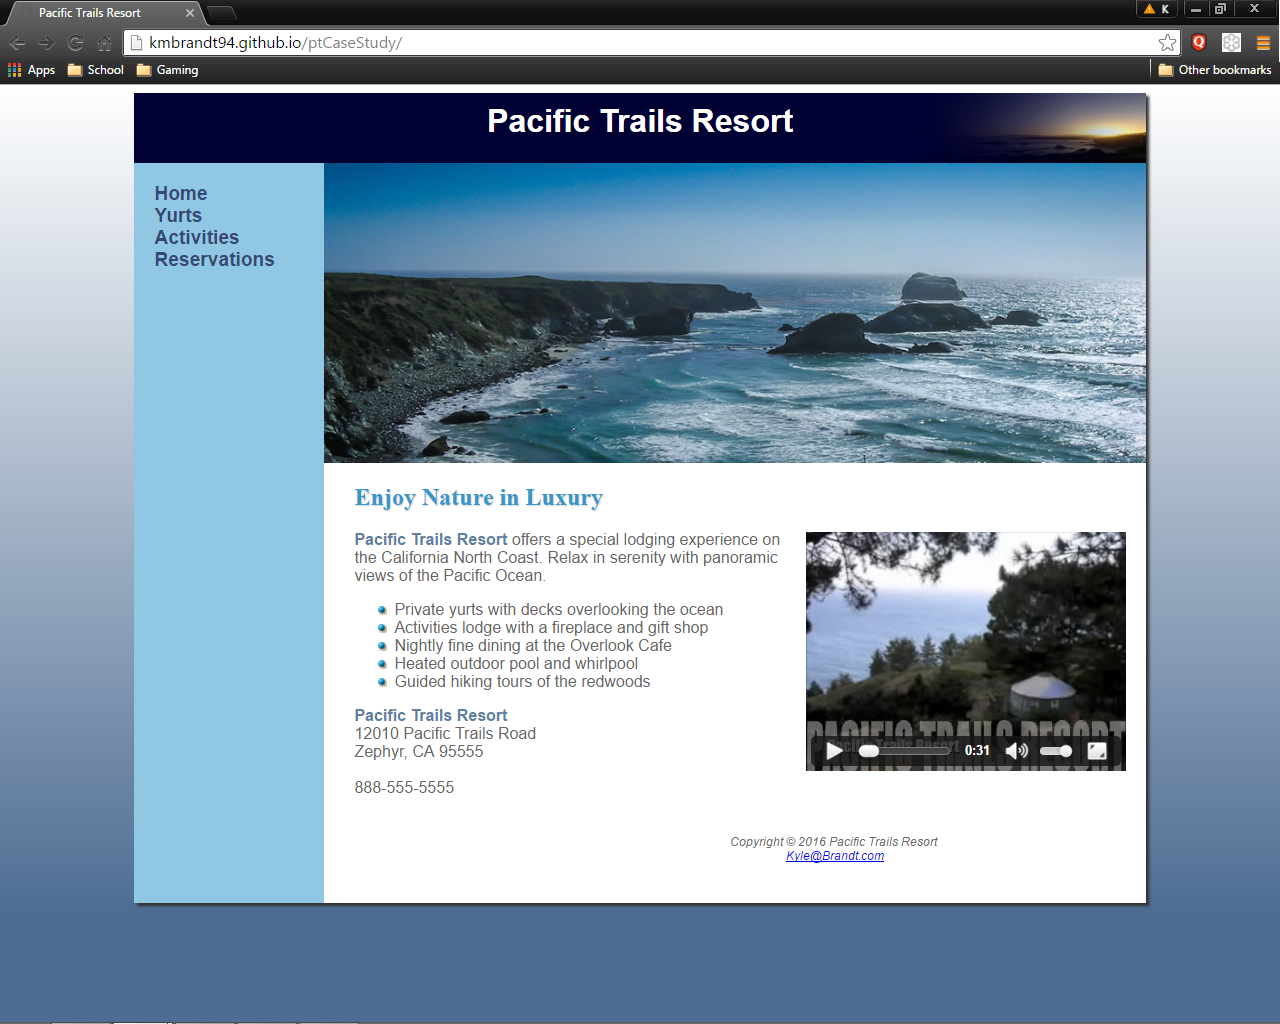 Pacific Trails Resort
K
kmbrandt94.github.io/ptCaseStudy/
Apps School Gaming Other bookmarks
Pacific Trails Resort
Home
Yurts
Activities
Reservations
Enjoy Nature in Luxury
Pacific Trails Resort offers a special lodging experience on
the California North Coast. Relax in serenity with panoramic
views of the Pacific Ocean.
Private yurts with decks overlooking the ocean
Activities lodge with a fireplace and gift shop
Nightly fine dining at the Overlook Cafe
Heated outdoor pool and whirlpool
Guided hiking tours of the redwoods
Pacific Trails Resort
12010 Pacific Trails Road
Zephyr, CA 95555
888-555-5555
PACIFIC TRAILS RESORT
Pacific Trails Resort
0:31
Copyright © 2016 Pacific Trails Resort
Kyle@Brandt.com